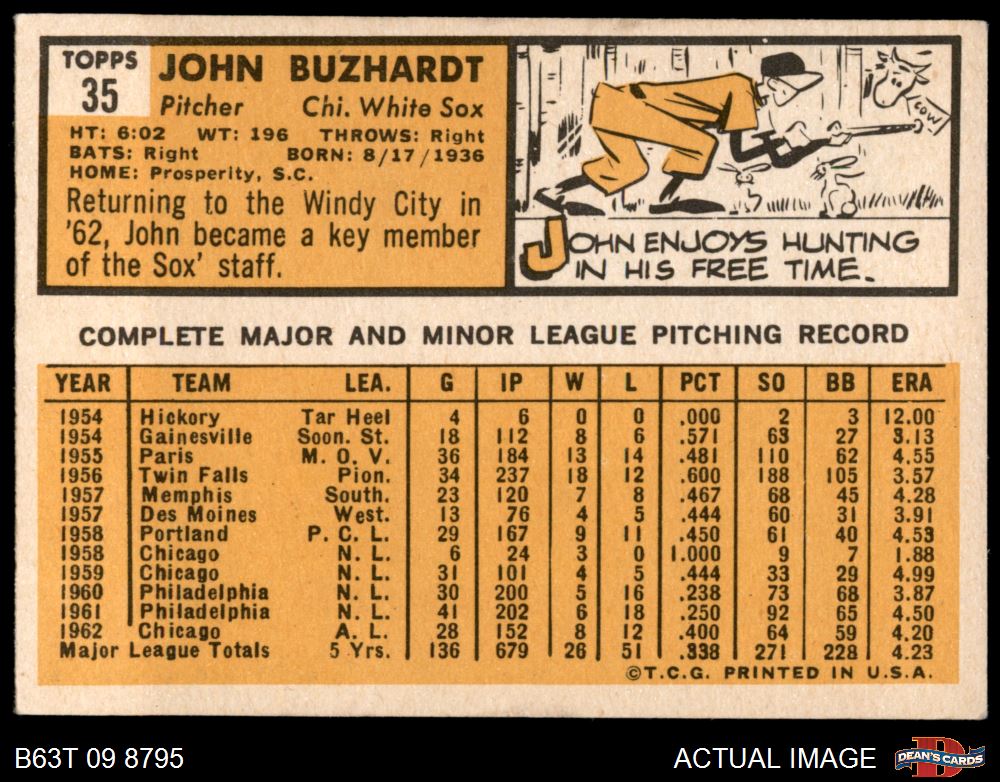 TOPPS
35
JOHN BUZHARDT
Pitcher Chi. White Sox
HT: 6:02 WT: 196 THROWS: Right
BATS: Right BORN: 8/17/1936
HOME: Prosperity, S.C.
Returning to the Windy City in
'62, John became a key member
of the Sox' staff.
COW
JOHN ENJOYS HUNTING
IN HIS FREE TIME.
COMPLETE MAJOR AND MINOR LEAGUE PITCHING RECORD
YEAR TEAM LEA. G IP W L PCT SO BB ERA
1954 Hickory Tar Heel 4 6 0 0 .000 2 3 12.00
1954 Gainesville Soon. St. 18 112 8 6 .571 63 27 3.13
1955 Paris M. O. V. 36 184 13 14 .481 110 62 4.55
1956 Twin Falls Pion. 34 237 18 12 .600 188 105 3.57
1957 Memphis South. 23 120 7 8 .467 68 45 4.28
1957 Des Moines West. 13 76 4 5 .444 60 31 3.91
1958 Portland P. C. L. 29 167 9 11 .450 61 40 4.53
1958 Chicago N. L. 6 24 3 0 1.000 9 7 1.88
1959 Chicago N. L. 31 101 4 5 .444 33 29 4.99
1960 Philadelphia N. L. 30 200 5 16 .238 73 68 3.87
1961 Philadelphia N. L. 41 202 6 18 .250 92 65 4.50
1962 Chicago A. L. 28 152 8 12 .400 64 59 4.20
Major League Totals 5 Yrs. 136 679 26 51 .338 271 228 4.23
©T.C.G. PRINTED IN U.S.A.
B63T 09 8795
ACTUAL IMAGE
D
DEAN'S CARDS